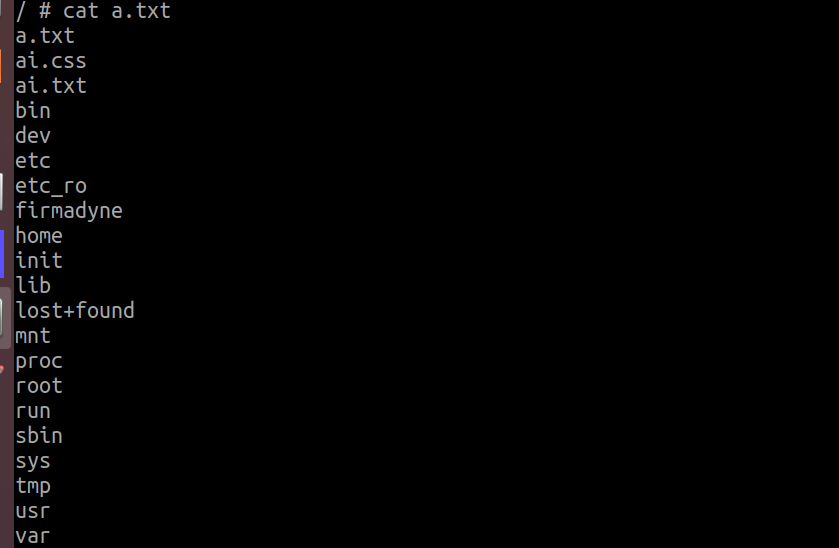 / # cat a.txt
a.txt
ai.css
ai.txt
bin
dev
etc
etc_ro
firmadyne
home
init
lib
lost+found
mnt
proc
root
run
sbin
sys
tmp
usr
var